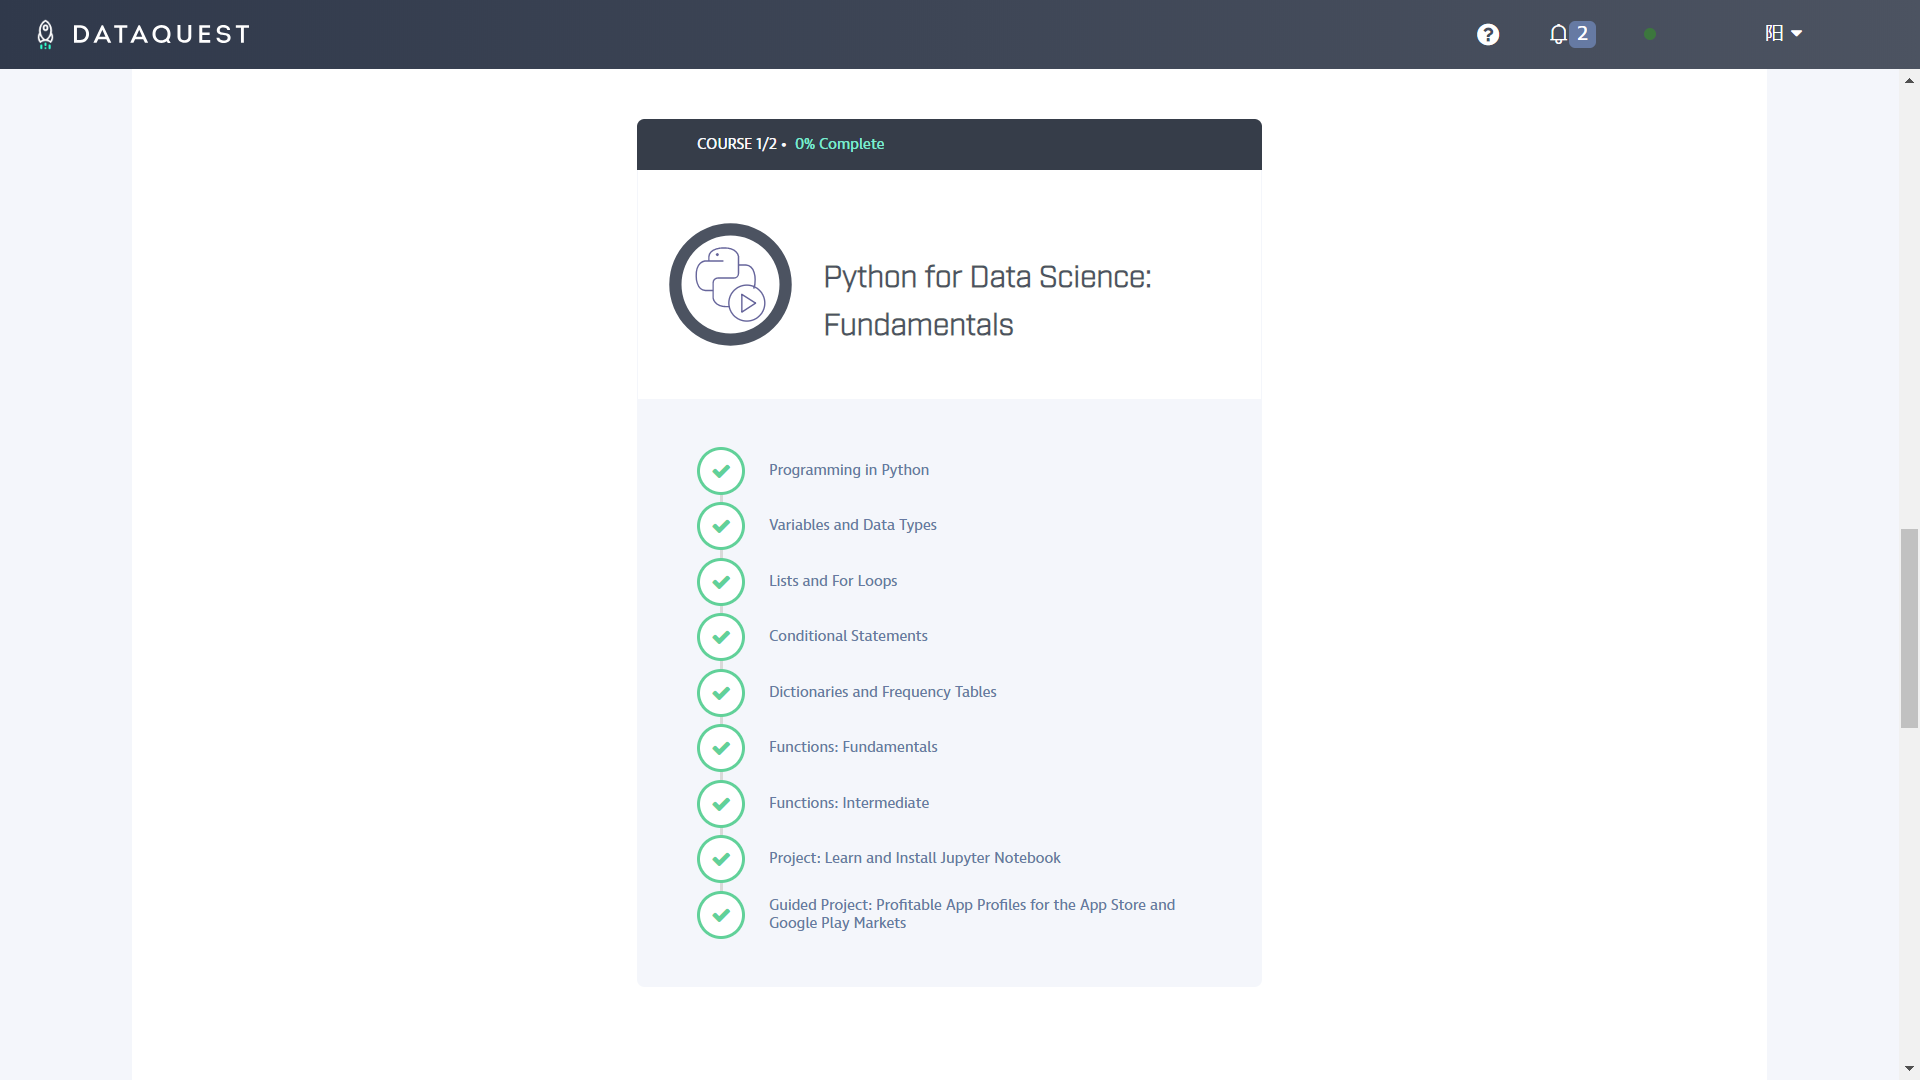 DATAQUEST
2
阳
COURSE 1/2 • 0% Complete
Python for Data Science:
Fundamentals
Programming in Python
Variables and Data Types
Lists and For Loops
Conditional Statements
Dictionaries and Frequency Tables
Functions: Fundamentals
Functions: Intermediate
Project: Learn and Install Jupyter Notebook
Guided Project: Profitable App Profiles for the App Store and
Google Play Markets